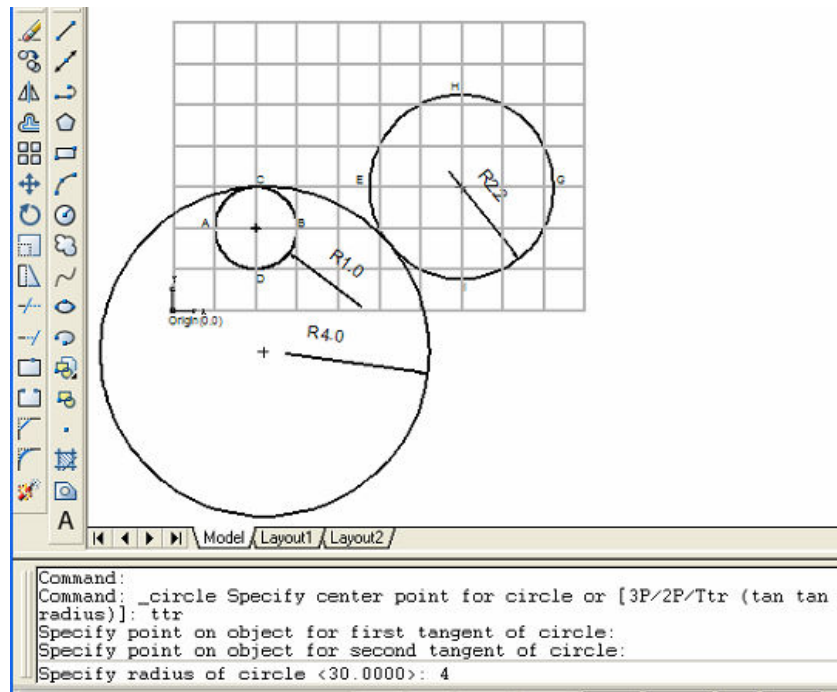 H
C
E
R2.2
G
A
B
R1.0
D
I
Y
X
Origin(0,0)
R4.0
A
Model
Layout1
Layout2
Command:
Command: _circle Specify center point for circle or [3P/2P/Ttr (tan tan
radius)]: ttr
Specify point on object for first tangent of circle:
Specify point on object for second tangent of circle:
Specify radius of circle <30.0000>: 4